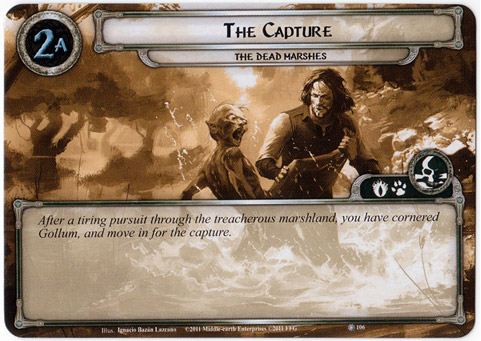 2A
THE CAPTURE
THE DEAD MARSHES
After a tiring pursuit through the treacherous marshland, you have cornered
Gollum, and move in for the capture.
Illus. Ignacio Bazán Lazcano ©2011 Middle-earth Enterprises ©2011 FFG 106